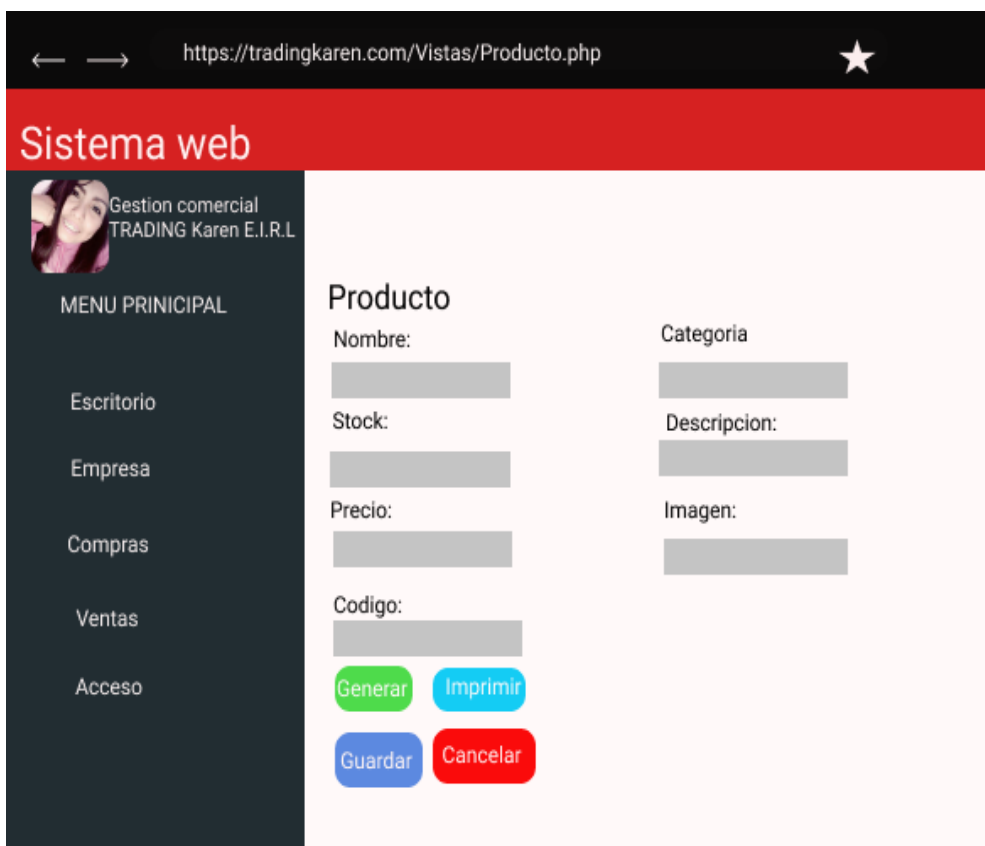 https://tradingkaren.com/Vistas/Producto.php
Sistema web
Gestion comercial
TRADING Karen E.I.R.L
MENU PRINICIPAL
Escritorio
Empresa
Compras
Ventas
Acceso
Producto
Nombre:
Categoria
Stock:
Descripcion:
Precio:
Imagen:
Codigo:
Generar
Imprimir
Guardar
Cancelar